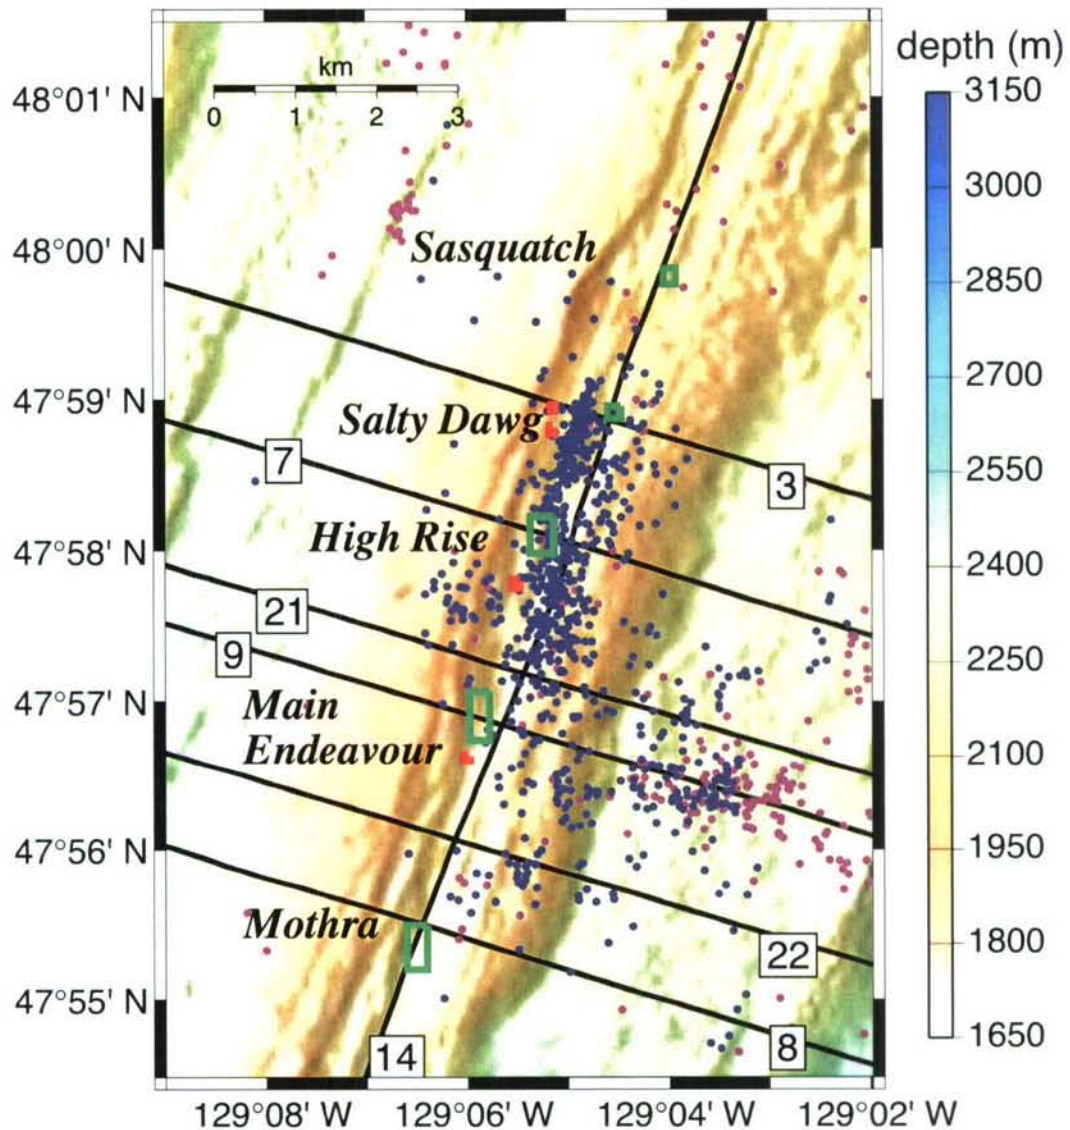 depth (m)
km
0 1 2 3
48°01' N
48°00' N
47°59' N
47°58' N
47°57' N
47°56' N
47°55' N
Sasquatch
Salty Dawg
High Rise
Main
Endeavour
Mothra
3
7
21
9
22
8
14
3150
3000
2850
2700
2550
2400
2250
2100
1950
1800
1650
129°08' W 129°06' W 129°04' W 129°02' W